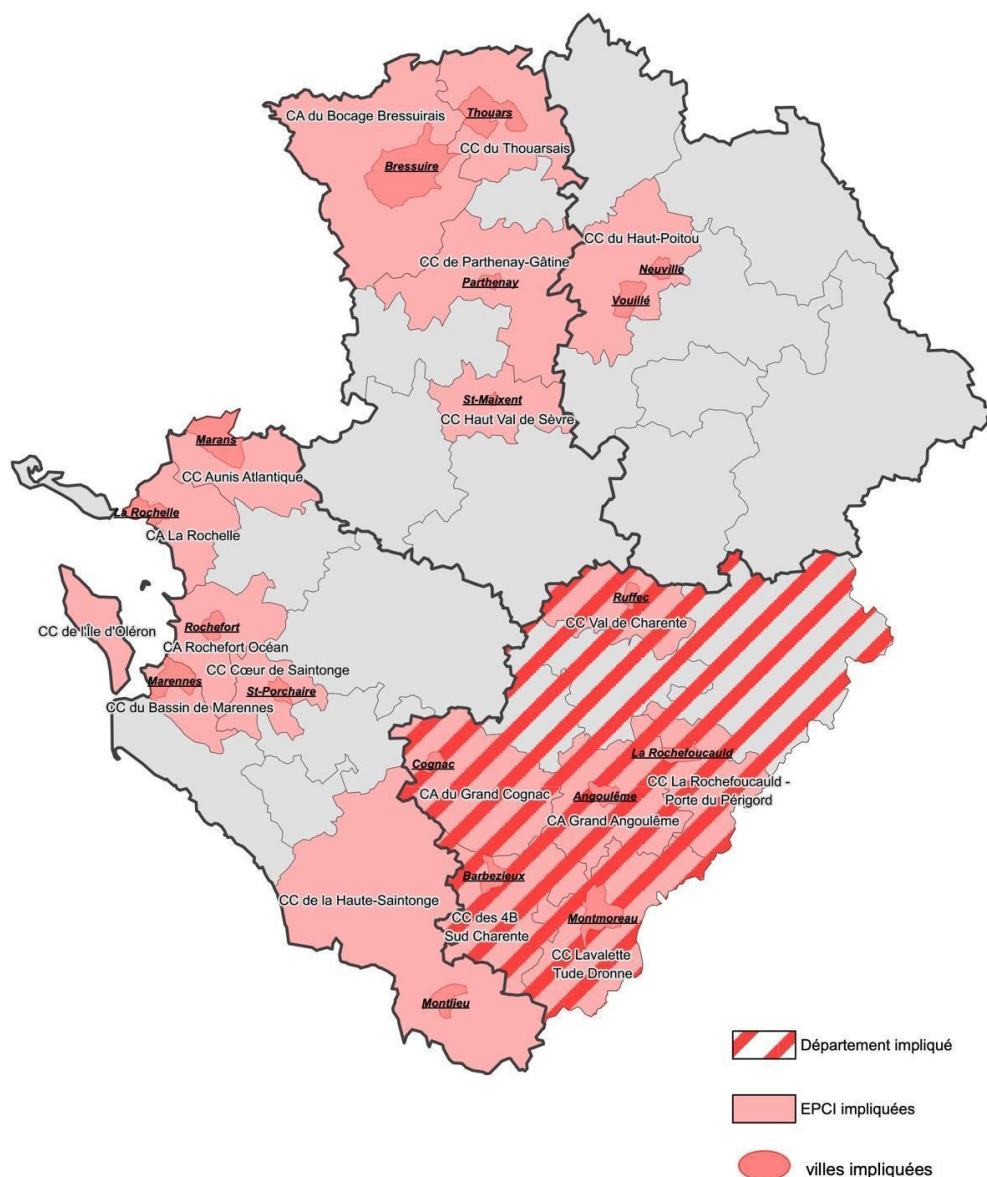 CA du Bocage Bressuirais
Thouars
CC du Thouarsais
Bressuire
CC du Haut-Poitou
CC de Parthenay-Gâtine
Neuville
Parthenay
Vouillé
St-Maixent
CC Haut Val de Sèvre
Marans
CC Aunis Atlantique
La Rochelle
CA La Rochelle
Ruffec
CC Val de Charente
Rochefort
CC de l'Île d'Oléron
CA Rochefort Océan
CC Cœur de Saintonge
Marennes
St-Porchaire
CC du Bassin de Marennes
La Rochefoucauld
Cognac
CC La Rochefoucauld -
Porte du Périgord
CA du Grand Cognac
Angoulême
CA Grand Angoulême
Barbezieux
CC de la Haute-Saintonge
CC des 4B
Sud Charente
Montmoreau
CC Lavalette
Tude Dronne
Montlieu
Département impliqué
EPCI impliquées
villes impliquées